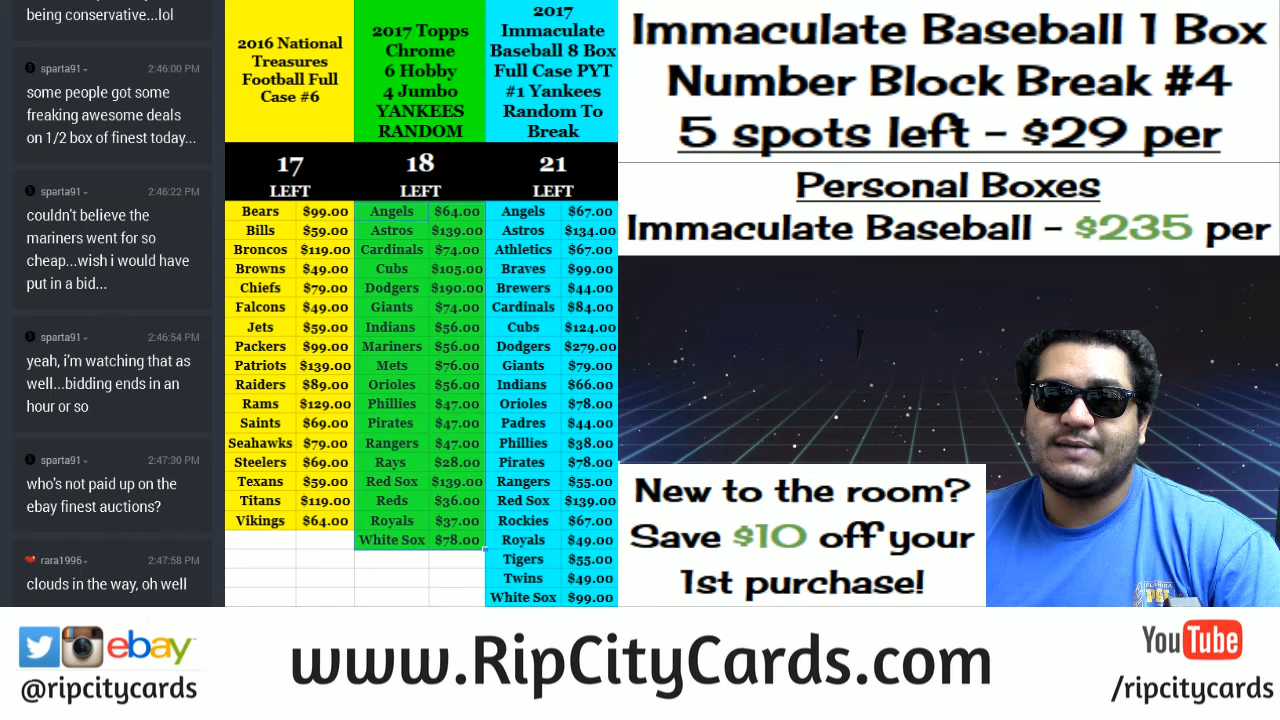 being conservative...lol
sparta91
2:46:00 PM
some people got some
freaking awesome deals
on 1/2 box of finest today...
sparta91
2:46:22 PM
couldn't believe the
mariners went for so
cheap...wish i would have
put in a bid...
sparta91
2:46:54 PM
yeah, i'm watching that as
well...bidding ends in an
hour or so
sparta91
2:47:30 PM
who's not paid up on the
ebay finest auctions?
rara1996
2:47:58 PM
clouds in the way, oh well
2016 National
Treasures
Football Full
Case #6
17
LEFT
Bears $99.00
Bills $59.00
Broncos $119.00
Browns $49.00
Chiefs $79.00
Falcons $49.00
Jets $59.00
Packers $99.00
Patriots $139.00
Raiders $89.00
Rams $129.00
Saints $69.00
Seahawks $79.00
Steelers $69.00
Texans $59.00
Titans $119.00
Vikings $64.00
2017 Topps
Chrome
6 Hobby
4 Jumbo
YANKEES
RANDOM
18
LEFT
Angels $64.00
Astros $139.00
Cardinals $74.00
Cubs $105.00
Dodgers $190.00
Giants $74.00
Indians $56.00
Mariners $56.00
Mets $76.00
Orioles $56.00
Phillies $47.00
Pirates $47.00
Rangers $47.00
Rays $28.00
Red Sox $139.00
Reds $36.00
Royals $37.00
White Sox $78.00
2017
Immaculate
Baseball 8 Box
Full Case PYT
#1 Yankees
Random To
Break
21
LEFT
Angels $67.00
Astros $134.00
Athletics $67.00
Braves $99.00
Brewers $44.00
Cardinals $84.00
Cubs $124.00
Dodgers $279.00
Giants $79.00
Indians $66.00
Orioles $78.00
Padres $44.00
Phillies $38.00
Pirates $78.00
Rangers $55.00
Red Sox $139.00
Rockies $67.00
Royals $49.00
Tigers $55.00
Twins $49.00
White Sox $99.00
Immaculate Baseball 1 Box
Number Block Break #4
5 spots left - $29 per
Personal Boxes
Immaculate Baseball - $235 per
New to the room?
Save $10 off your
1st purchase!
ebay
@ripcitycards
www.RipCityCards.com
YouTube
/ripcitycards